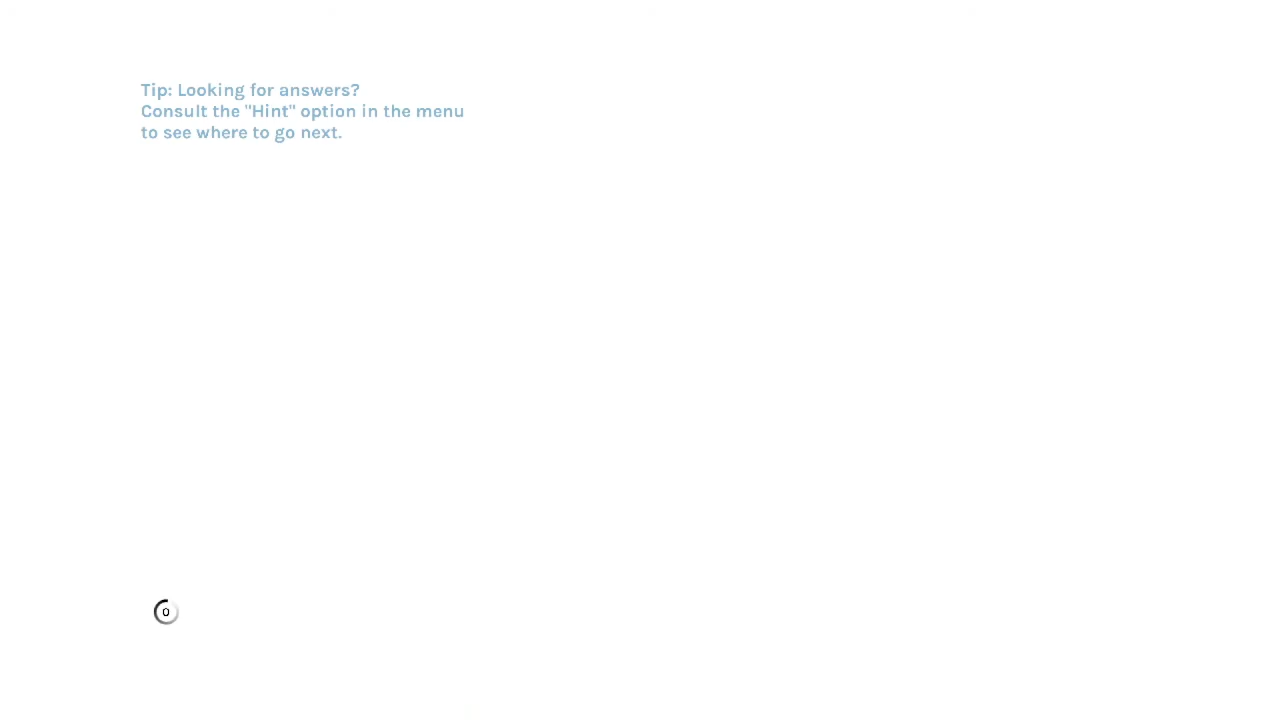 Tip: Looking for answers?
Consult the "Hint" option in the menu
to see where to go next.
0